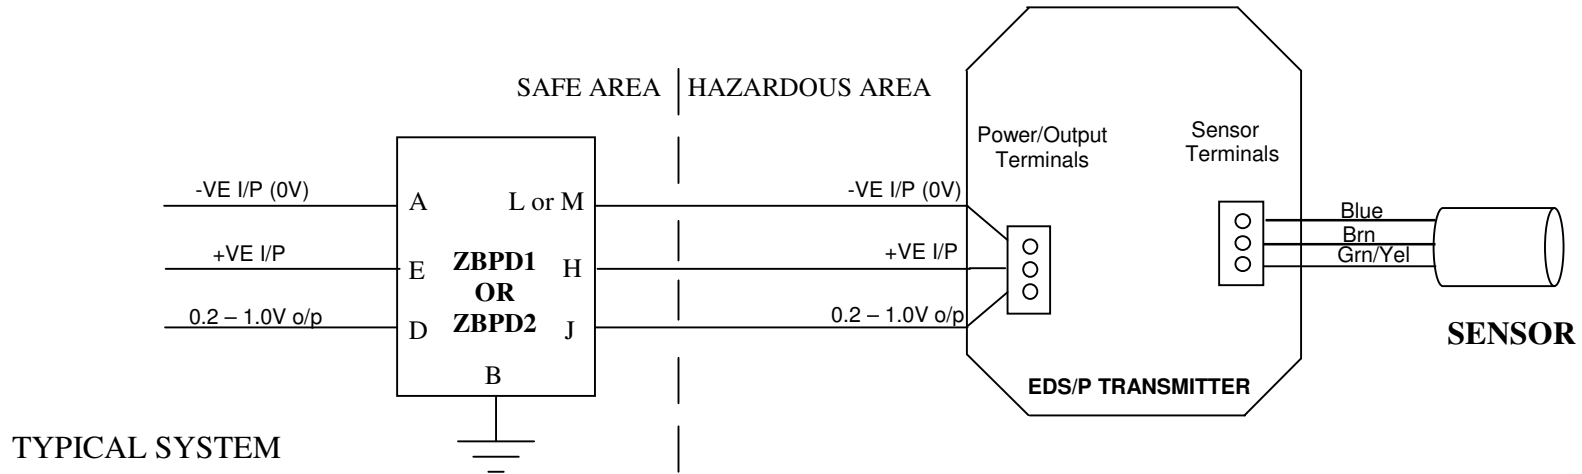 SAFE AREA
HAZARDOUS AREA
Power/Output
Terminals
Sensor
Terminals
-VE I/P (0V)
A
L or M
-VE I/P (0V)
Blue
Brn
Grn/Yel
+VE I/P
E
ZBPD1
OR
ZBPD2
H
+VE I/P
0.2 – 1.0V o/p
D
J
0.2 – 1.0V o/p
SENSOR
B
EDS/P TRANSMITTER
TYPICAL SYSTEM